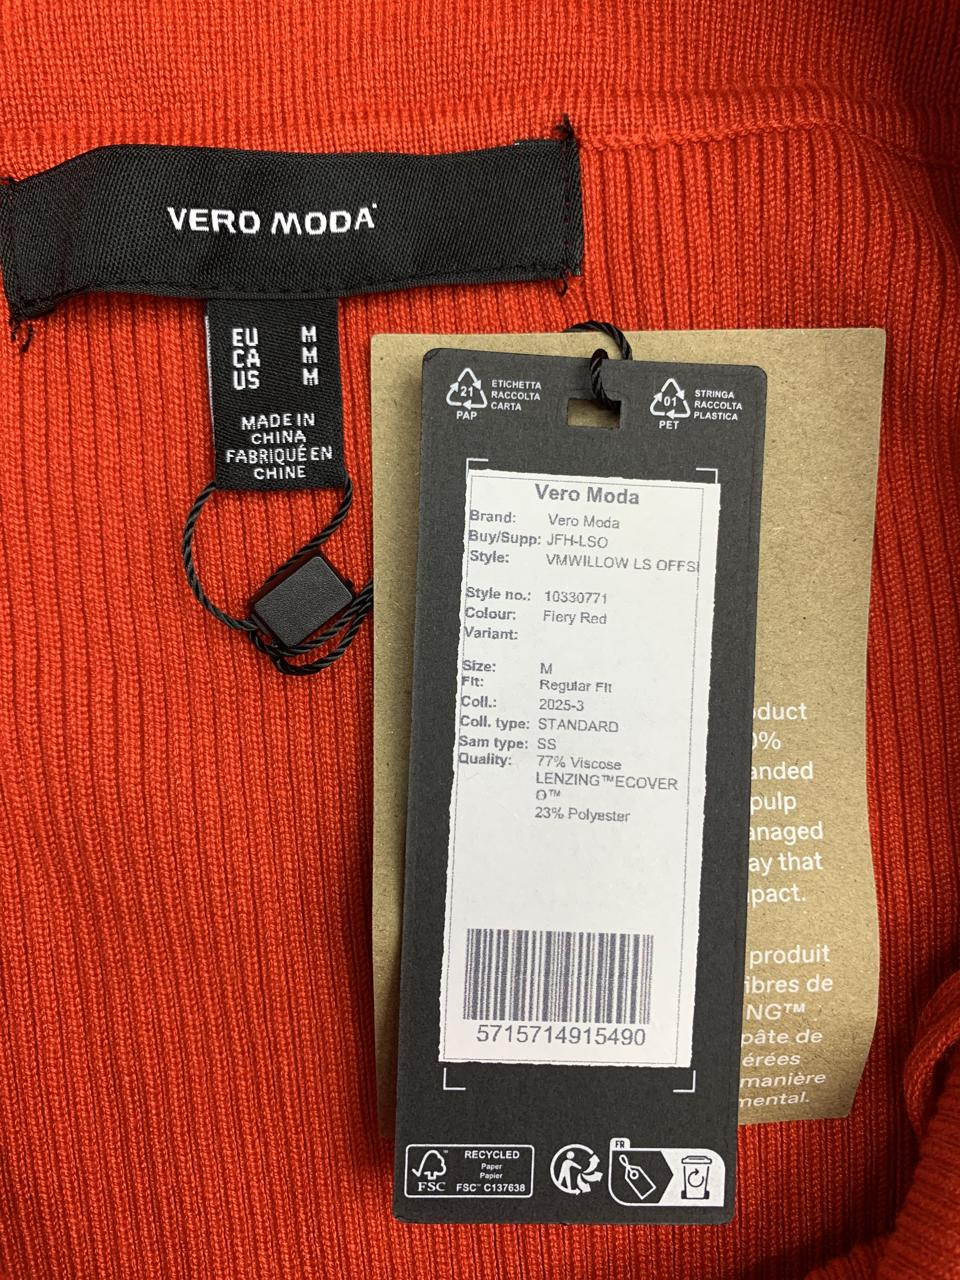 VERO MODA
EU M
CA M
US M
MADE IN
CHINA
FABRIQUÉ EN
CHINE
21
PAP
ETICHETTA
RACCOLTA
CARTA
01
PET
STRINGA
RACCOLTA
PLASTICA
Vero Moda
Brand: Vero Moda
Buy/Supp: JFH-LSO
Style: VMWILLOW LS OFFS
Style no.: 10330771
Colour: Fiery Red
Variant:
Size: M
Fit: Regular Fit
Coll.: 2025-3
Coll. type: STANDARD
Sam type: SS
Quality: 77% Viscose
LENZING™ECOVER
O™
23% Polyester
5715714915490
FSC™
RECYCLED
Paper
Papier
FSC™ C137638
FR
duct
0%
anded
pulp
anaged
ay that
pact.
produit
ibres de
NG™
pâte de
érées
manière
mental.